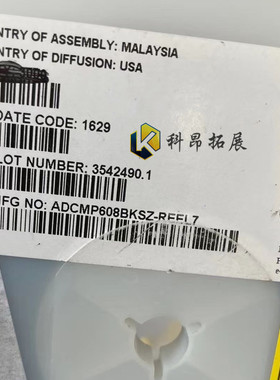 NTRY OF ASSEMBLY: MALAYSIA
NTRY OF DIFFUSION: USA
DATE CODE: 1629
科昂拓展
LOT NUMBER: 3542490.1
MFG NO: ADCMP608BKSZ-REEL7